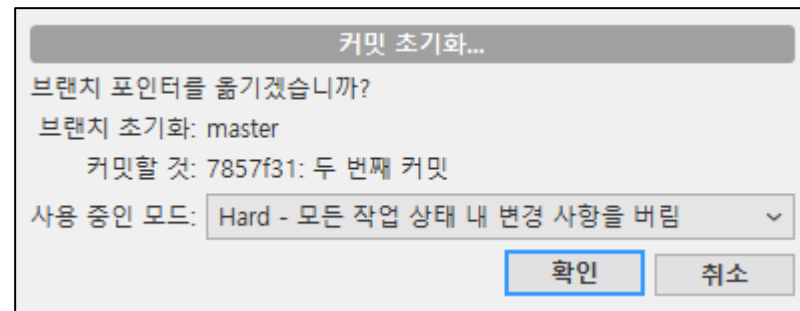 커밋 초기화...
브랜치 포인터를 옮기겠습니까?
브랜치 초기화: master
커밋할 것: 7857f31: 두 번째 커밋
사용 중인 모드: Hard - 모든 작업 상태 내 변경 사항을 버림
확인 취소